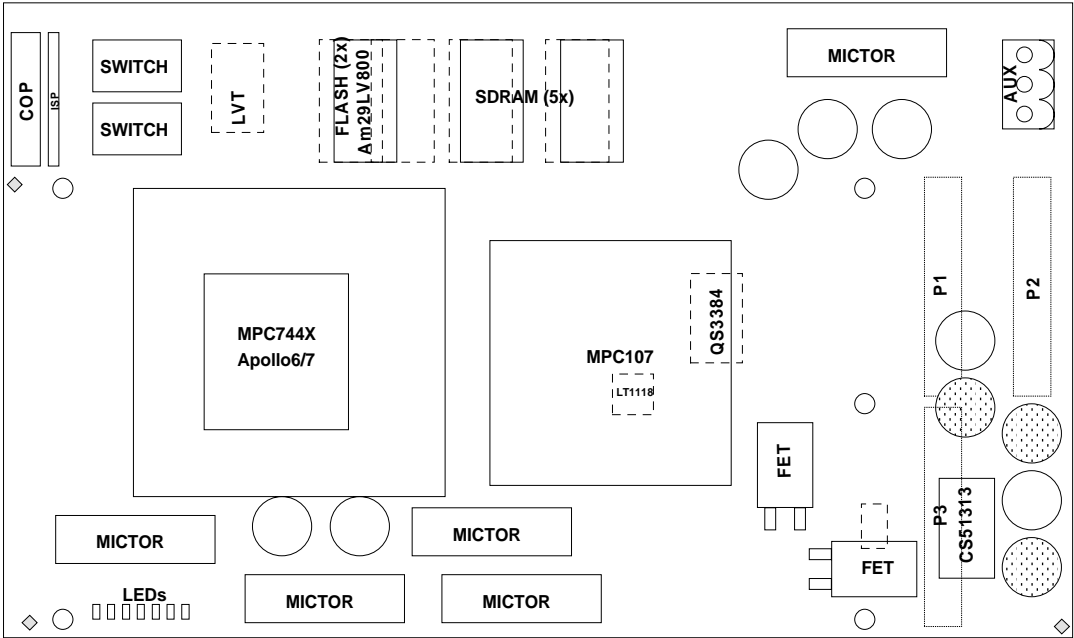 COP
ISP
SWITCH
SWITCH
LVT
FLASH (2x)
Am29LV800
SDRAM (5x)
MICTOR
AUX
MPC744X
Apollo6/7
MPC107
LT1118
QS3384
P1
P2
FET
P3
CS51313
FET
MICTOR
MICTOR
LEDs
MICTOR
MICTOR